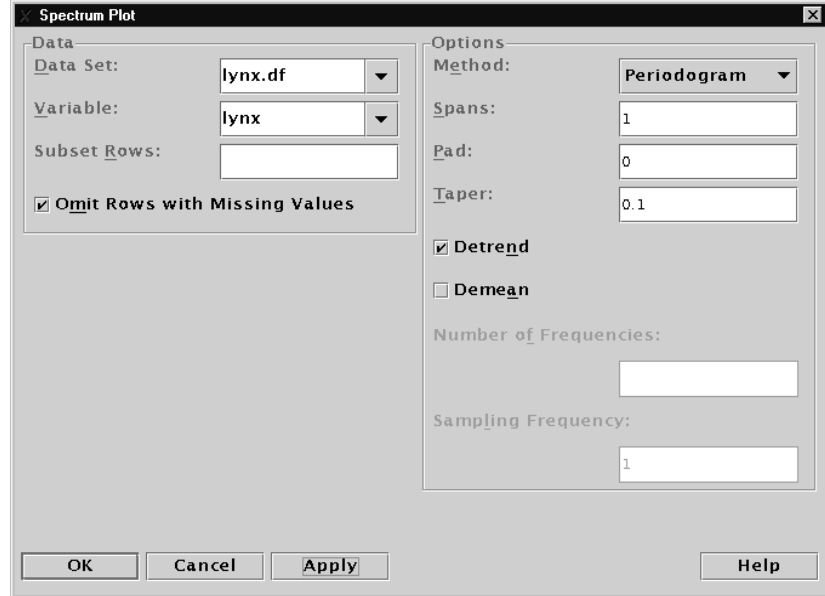 Spectrum Plot
Data
Data Set:
lynx.df
Variable:
lynx
Subset Rows:
Omit Rows with Missing Values
Options
Method:
Periodogram
Spans:
1
Pad:
0
Taper:
0.1
Detrend
Demean
Number of Frequencies:
Sampling Frequency:
1
OK
Cancel
Apply
Help